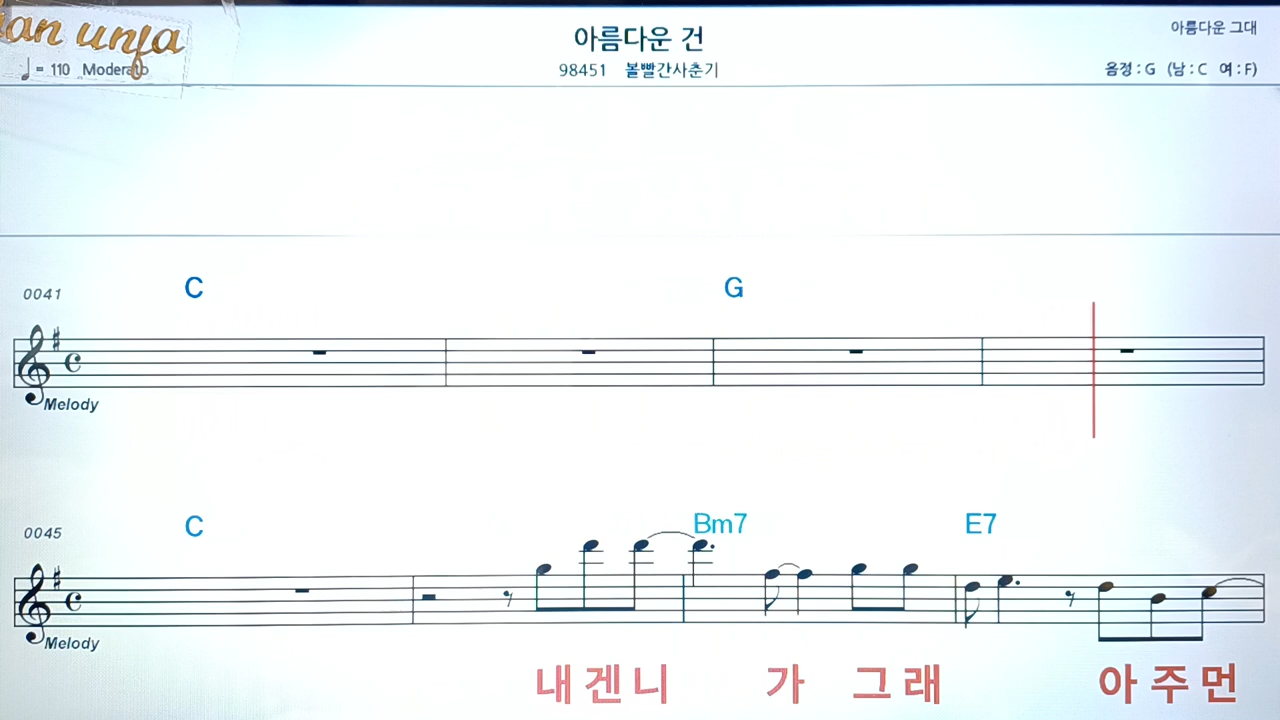 an unja
♩ = 110 Moderato
아름다운 건
98451 볼빨간사춘기
아름다운 그대
음정 : G (남 : C 여 : F)
0041 C G
Melody
0045 C Bm7 E7
Melody
내겐니 가 그래 아주먼